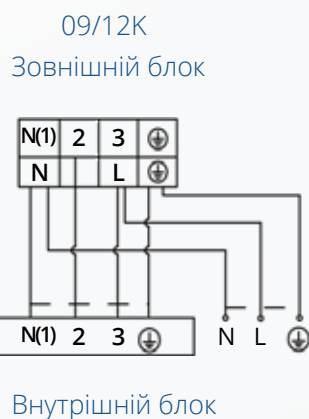 09/12K
Зовнішній блок
N(1) 2 3
N L
N(1) 2 3 N L
Внутрішній блок